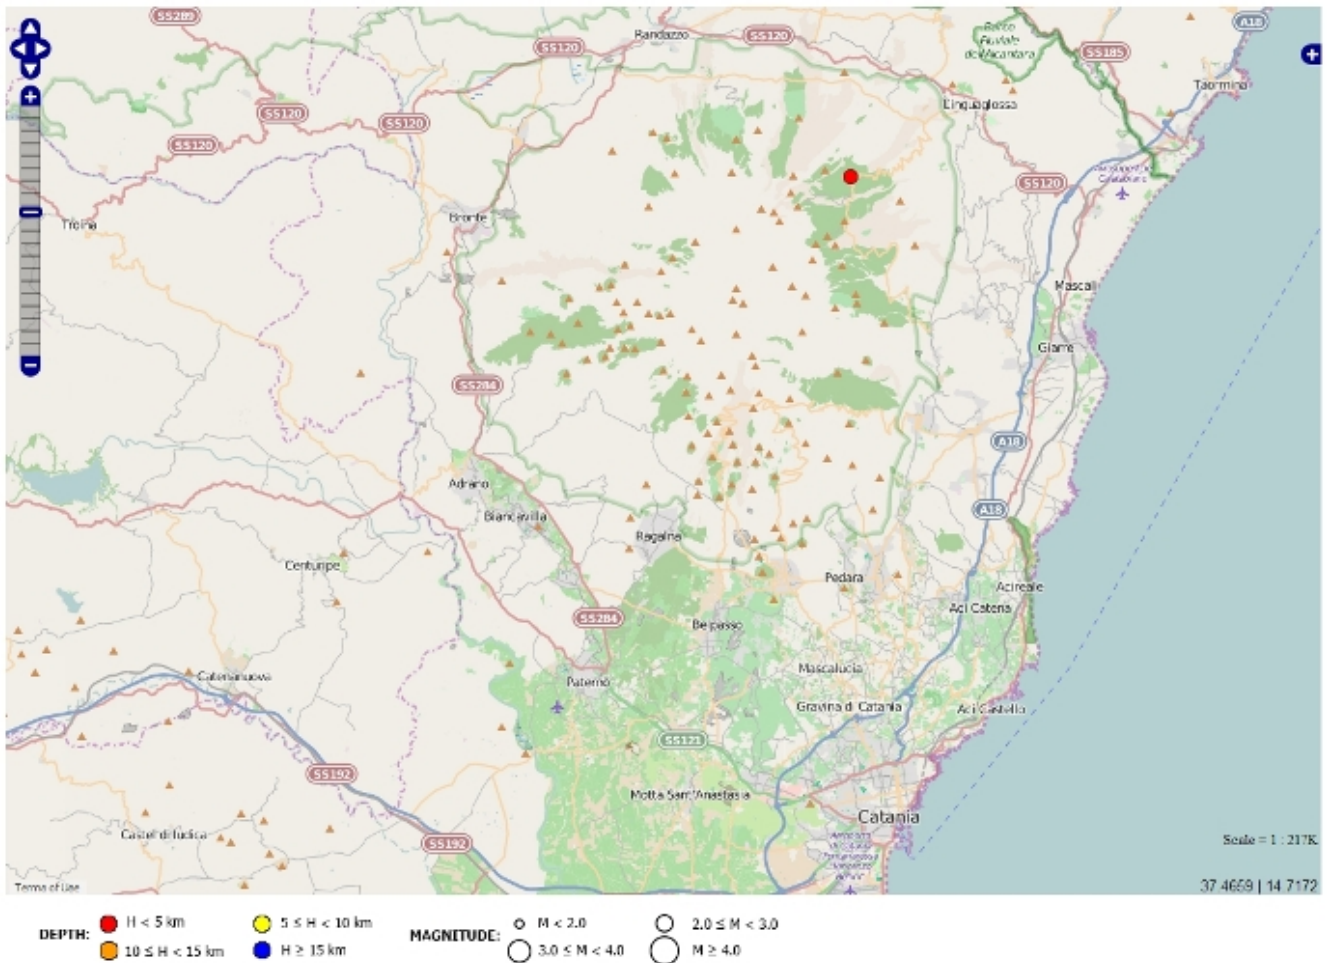 SS289
A18
SS120
Randazzo
SS120
Parco
Fluviale
SS185
Taormina
Linguaglossa
SS120
SS120
SS120
SS120
Troina
Bronte
Mascali
Giarre
SS284
A18
Adrano
A18
Biancavilla
Ragalna
Centuripe
Pedara
Acireale
Aci Catena
SS284
Belpasso
Mascalucia
Catenanuova
Paternò
Gravina di Catania
Aci Castello
SS121
SS192
Motta Sant'Anastasia
Catania
Castel di Iudica
SS192
Scale = 1 : 217K
Terms of Use
37.4659 | 14.7172
DEPTH: H < 5 km 5 ≤ H < 10 km MAGNITUDE: M < 2.0 2.0 ≤ M < 3.0
10 ≤ H < 15 km H ≥ 15 km 3.0 ≤ M < 4.0 M ≥ 4.0